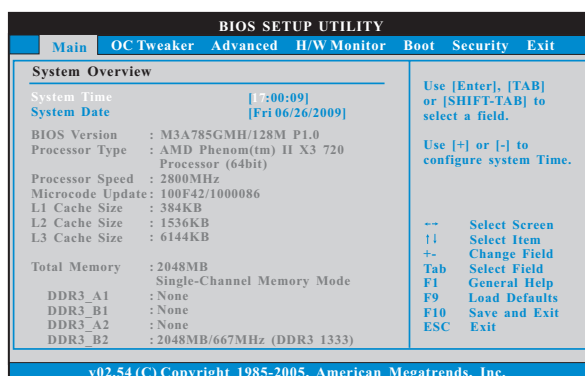 BIOS SETUP UTILITY
Main OC Tweaker Advanced H/W Monitor Boot Security Exit
System Overview
System Time [17:00:09]
System Date [Fri 06/26/2009]
BIOS Version : M3A785GMH/128M P1.0
Processor Type : AMD Phenom(tm) II X3 720
Processor (64bit)
Processor Speed : 2800MHz
Microcode Update : 100F42/1000086
L1 Cache Size : 384KB
L2 Cache Size : 1536KB
L3 Cache Size : 6144KB
Total Memory : 2048MB
Single-Channel Memory Mode
DDR3_A1 : None
DDR3_B1 : None
DDR3_A2 : None
DDR3_B2 : 2048MB/667MHz (DDR3 1333)
Use [Enter], [TAB]
or [SHIFT-TAB] to
select a field.
Use [+] or [-] to
configure system Time.
←→ Select Screen
↑↓ Select Item
+- Change Field
Tab Select Field
F1 General Help
F9 Load Defaults
F10 Save and Exit
ESC Exit
v02.54 (C) Copyright 1985-2005, American Megatrends, Inc.